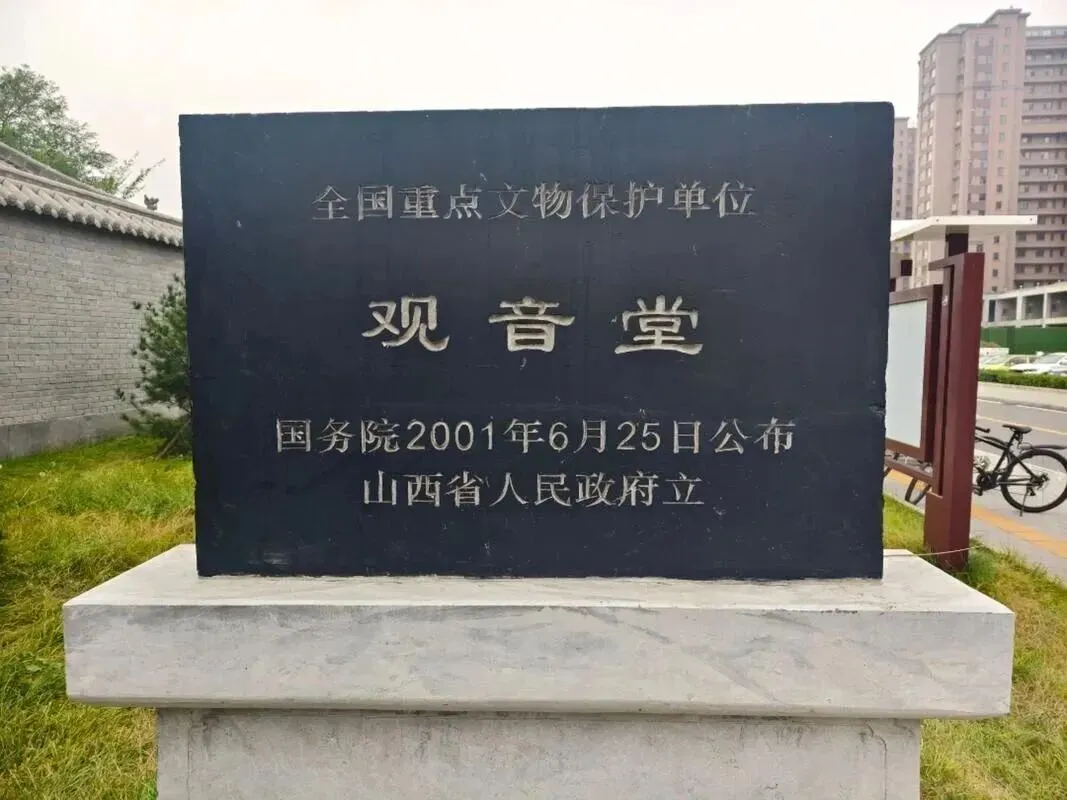 全国重点文物保护单位
观音堂
国务院2001年6月25日公布
山西省人民政府立